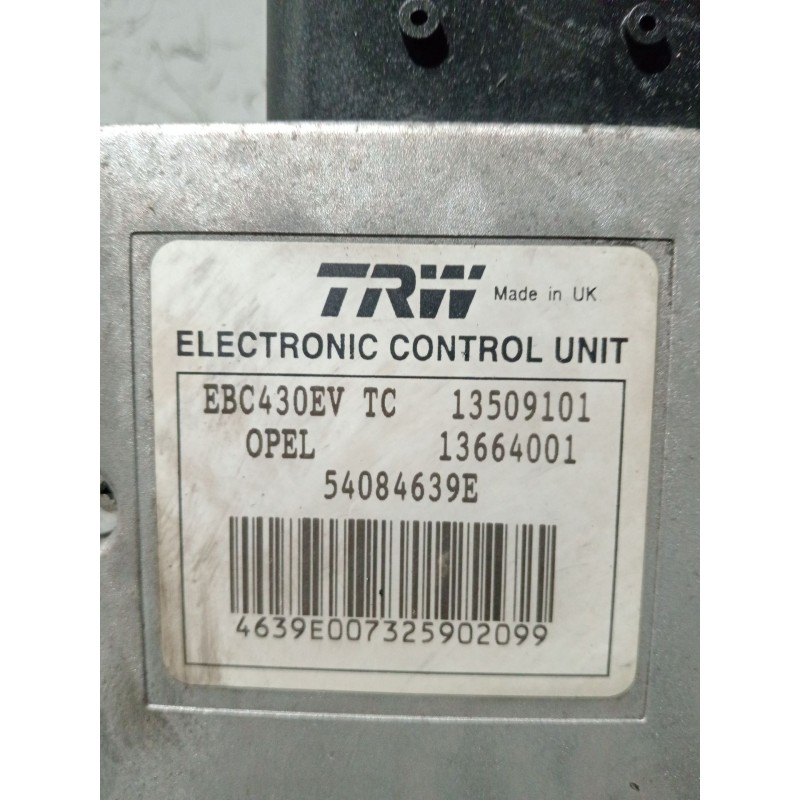 TRW Made in UK
ELECTRONIC CONTROL UNIT
EBC430EV TC 13509101
OPEL 13664001
54084639E
4639E007325902099